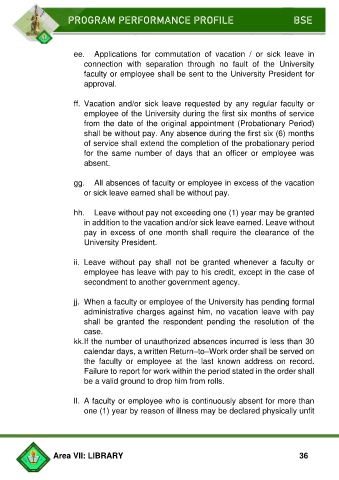 PROGRAM PERFORMANCE PROFILE BSE
ee. Applications for commutation of vacation / or sick leave in
connection with separation through no fault of the University
faculty or employee shall be sent to the University President for
approval.
ff. Vacation and/or sick leave requested by any regular faculty or
employee of the University during the first six months of service
from the date of the original appointment (Probationary Period)
shall be without pay. Any absence during the first six (6) months
of service shall extend the completion of the probationary period
for the same number of days that an officer or employee was
absent.
gg. All absences of faculty or employee in excess of the vacation
or sick leave earned shall be without pay.
hh. Leave without pay not exceeding one (1) year may be granted
in addition to the vacation and/or sick leave earned. Leave without
pay in excess of one month shall require the clearance of the
University President.
ii. Leave without pay shall not be granted whenever a faculty or
employee has leave with pay to his credit, except in the case of
secondment to another government agency.
jj. When a faculty or employee of the University has pending formal
administrative charges against him, no vacation leave with pay
shall be granted the respondent pending the resolution of the
case.
kk.If the number of unauthorized absences incurred is less than 30
calendar days, a written Return–to–Work order shall be served on
the faculty or employee at the last known address on record.
Failure to report for work within the period stated in the order shall
be a valid ground to drop him from rolls.
ll. A faculty or employee who is continuously absent for more than
one (1) year by reason of illness may be declared physically unfit
Area VII: LIBRARY 36